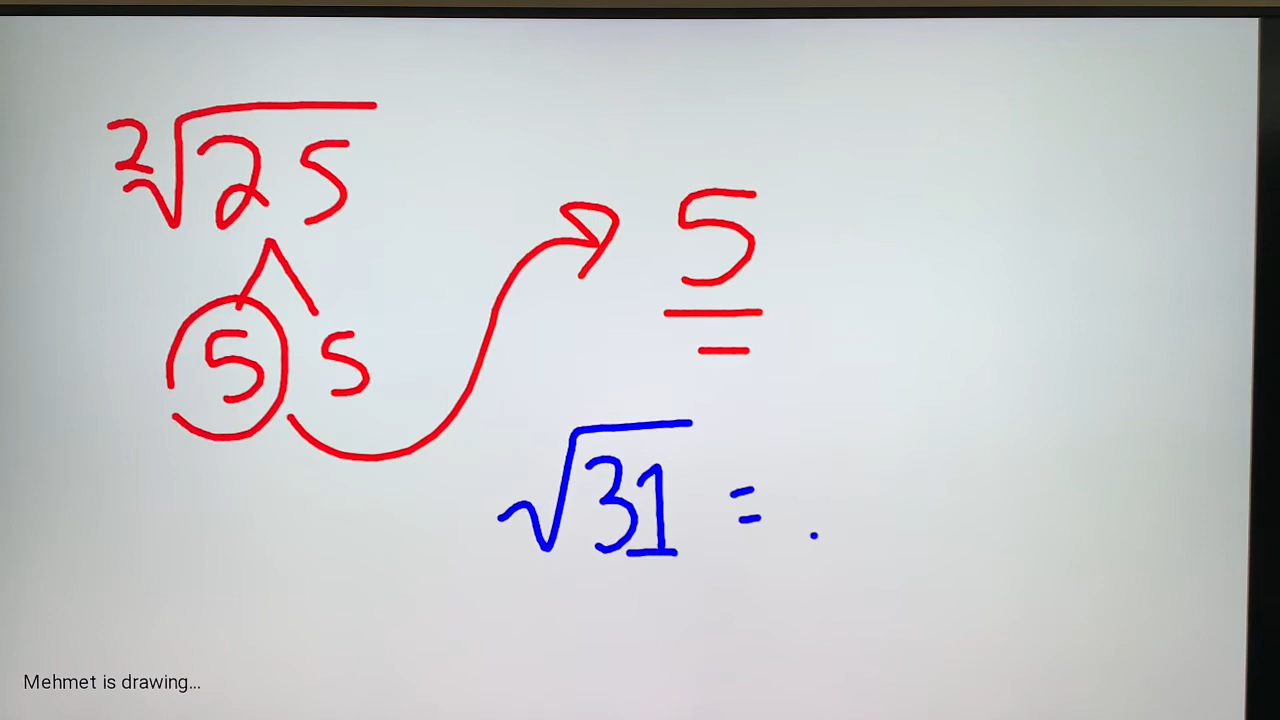 ²√25
5 5
5
√31 = .
Mehmet is drawing...